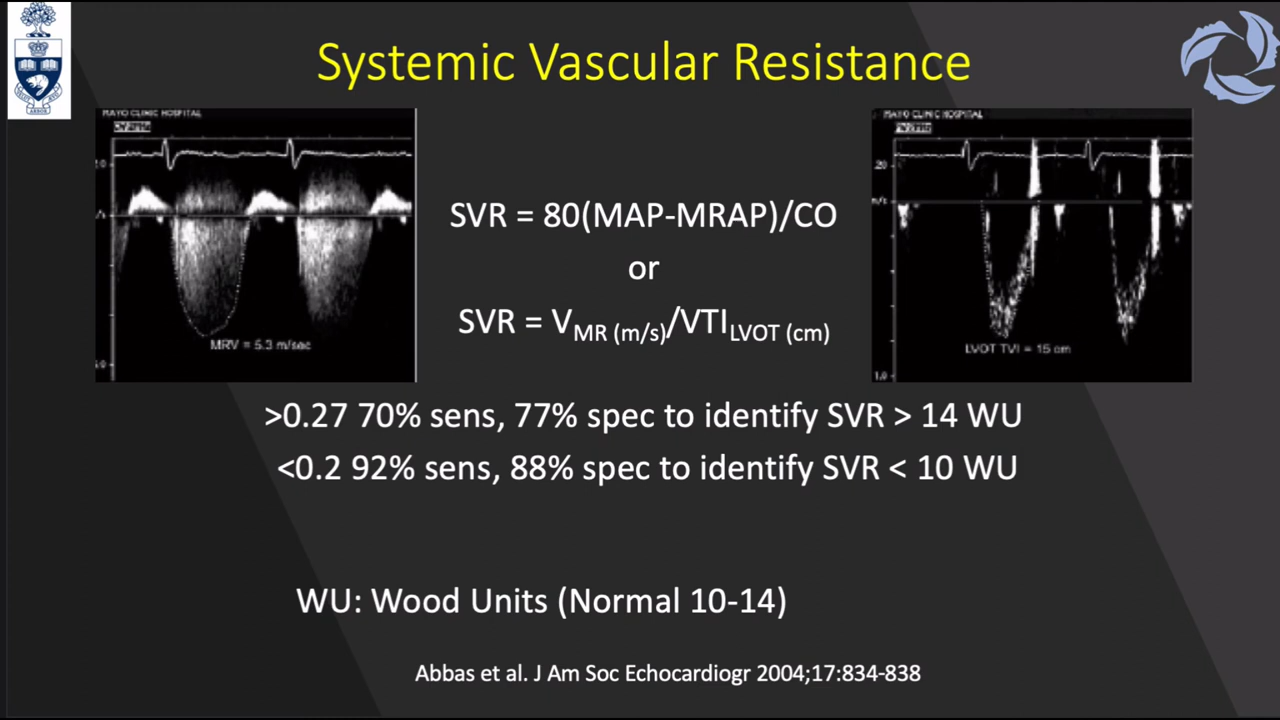 Systemic Vascular Resistance
MAYO CLINIC HOSPITAL
MAYO CLINIC HOSPITAL
SVR = 80(MAP-MRAP)/CO
or
SVR = VMR (m/s)/VTILVOT (cm)
MRV = 5.3 m/sec
LVOT TVI = 15 cm
1.0
>0.27 70% sens, 77% spec to identify SVR > 14 WU
<0.2 92% sens, 88% spec to identify SVR < 10 WU
WU: Wood Units (Normal 10-14)
Abbas et al. J Am Soc Echocardiogr 2004;17:834-838